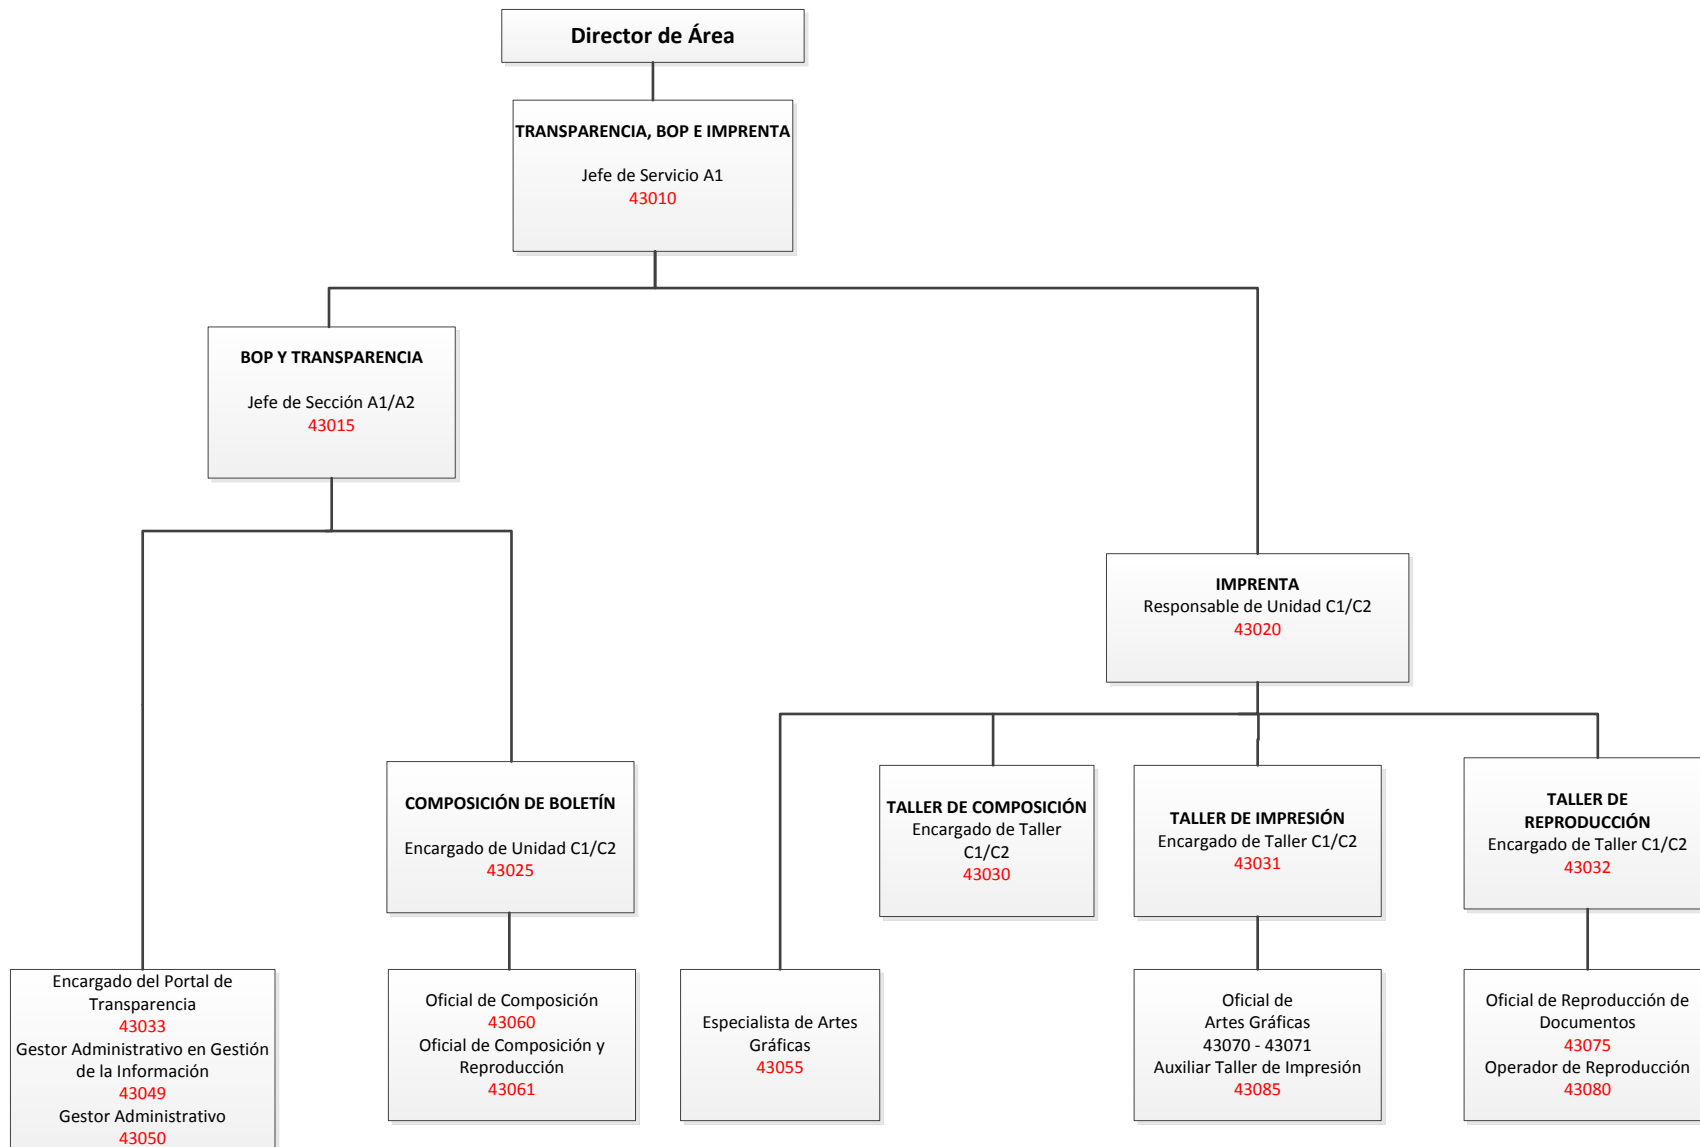 Director de Área
TRANSPARENCIA, BOP E IMPRENTA
Jefe de Servicio A1
43010
BOP Y TRANSPARENCIA
Jefe de Sección A1/A2
43015
IMPRENTA
Responsable de Unidad C1/C2
43020
COMPOSICIÓN DE BOLETÍN
Encargado de Unidad C1/C2
43025
TALLER DE COMPOSICIÓN
Encargado de Taller
C1/C2
43030
TALLER DE IMPRESIÓN
Encargado de Taller C1/C2
43031
TALLER DE
REPRODUCCIÓN
Encargado de Taller C1/C2
43032
Encargado del Portal de
Transparencia
43033
Gestor Administrativo en Gestión
de la Información
43049
Gestor Administrativo
43050
Oficial de Composición
43060
Oficial de Composición y
Reproducción
43061
Especialista de Artes
Gráficas
43055
Oficial de
Artes Gráficas
43070 - 43071
Auxiliar Taller de Impresión
43085
Oficial de Reproducción de
Documentos
43075
Operador de Reproducción
43080